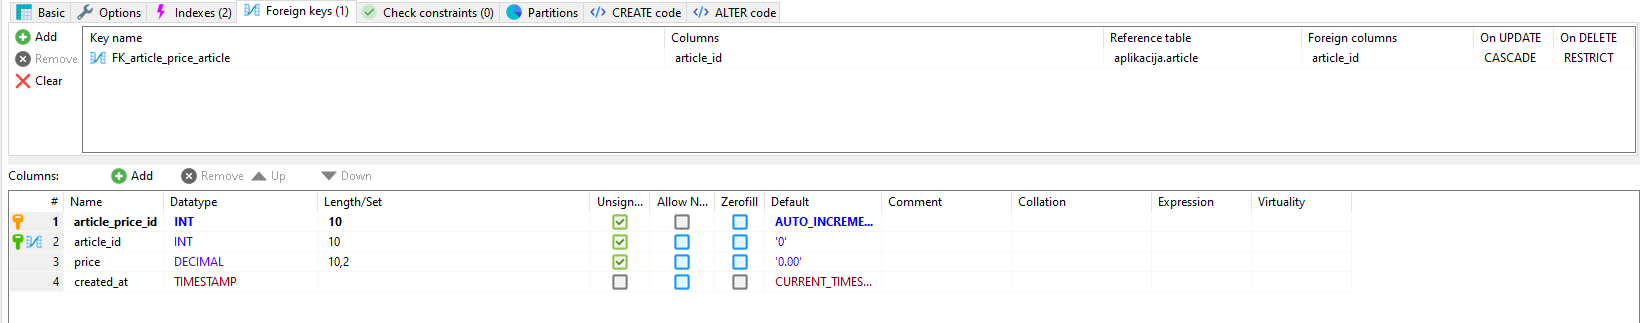 Basic Options Indexes (2) Foreign keys (1) Check constraints (0) Partitions </> CREATE code </> ALTER code
Add
Remove
Clear
Key name Columns Reference table Foreign columns On UPDATE On DELETE
FK_article_price_article article_id aplikacija.article article_id CASCADE RESTRICT
Columns: Add Remove Up Down
# Name Datatype Length/Set Unsign... Allow N... Zerofill Default Comment Collation Expression Virtuality
1 article_price_id INT 10 AUTO_INCREME...
2 article_id INT 10 '0'
3 price DECIMAL 10,2 '0.00'
4 created_at TIMESTAMP CURRENT_TIMES...